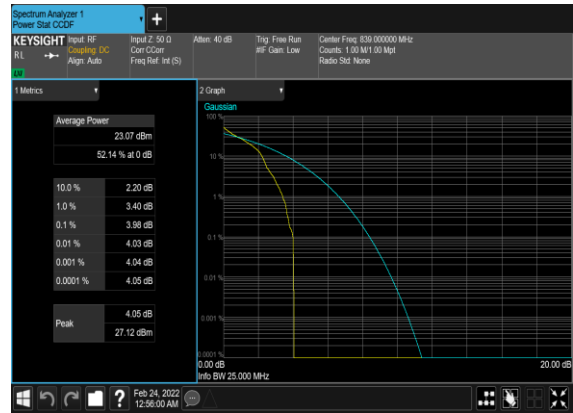 Spectrum Analyzer 1
Power Stat CCDF
KEYSIGHT
R L
LXI
Input: RF
Coupling: DC
Align: Auto
Input Z: 50 Ω
Corr CCorr
Freq Ref: Int (S)
Atten: 40 dB
Trig: Free Run
#IF Gain: Low
Center Freq: 839.000000 MHz
Counts: 1.00 M/1.00 Mpt
Radio Std: None
1 Metrics
Average Power
23.07 dBm
52.14 % at 0 dB
10.0 % 2.20 dB
1.0 % 3.40 dB
0.1 % 3.98 dB
0.01 % 4.03 dB
0.001 % 4.04 dB
0.0001 % 4.05 dB
Peak
4.05 dB
27.12 dBm
2 Graph
Gaussian
100 %
10 %
1 %
0.1 %
0.01 %
0.001 %
0.0001 %
0.00 dB
20.00 dB
Info BW 25.000 MHz
?
Feb 24, 2022
12:56:00 AM